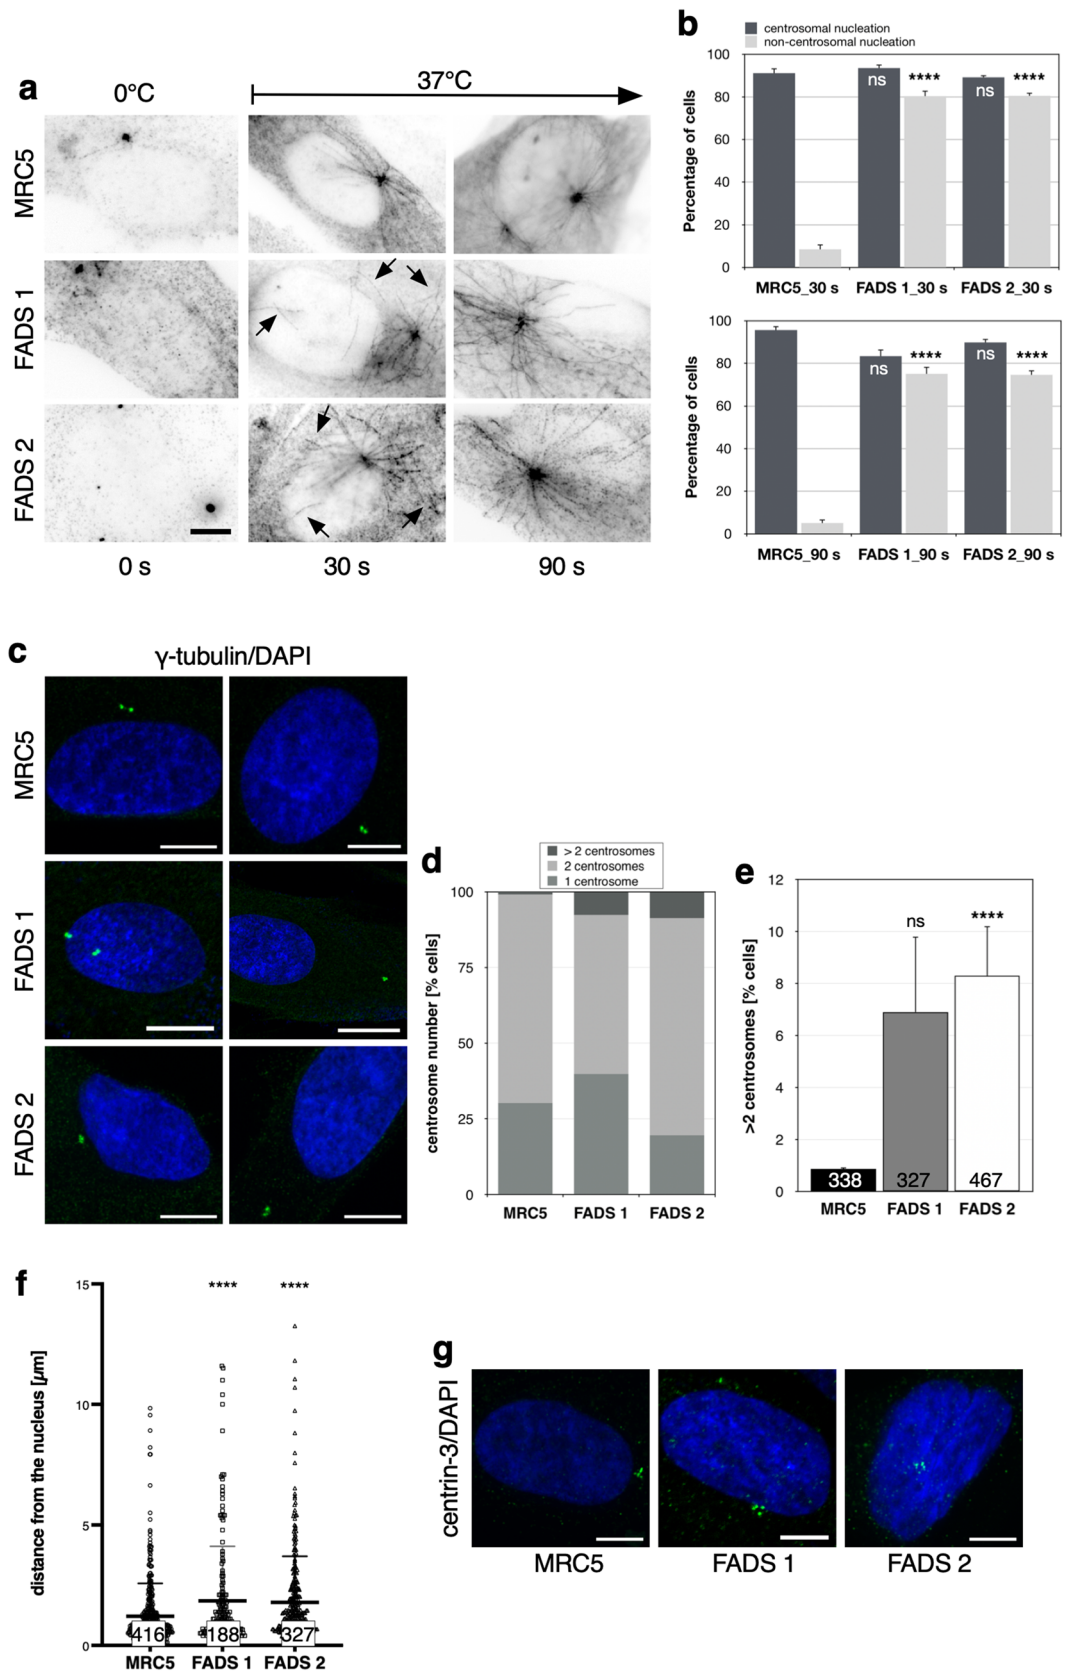 a
0°C
37°C
MRC5
FADS 1
FADS 2
0 s
30 s
90 s
b
centrosomal nucleation
non-centrosomal nucleation
Percentage of cells
100
80
60
40
20
0
ns
****
ns
****
MRC5_30 s
FADS 1_30 s
FADS 2_30 s
Percentage of cells
100
80
60
40
20
0
ns
****
ns
****
MRC5_90 s
FADS 1_90 s
FADS 2_90 s
c
γ-tubulin/DAPI
MRC5
FADS 1
FADS 2
d
> 2 centrosomes
2 centrosomes
1 centrosome
centrosome number [% cells]
100
75
50
25
0
MRC5
FADS 1
FADS 2
e
>2 centrosomes [% cells]
12
10
8
6
4
2
0
ns
****
338
327
467
MRC5
FADS 1
FADS 2
f
distance from the nucleus [µm]
15
10
5
0
****
****
416
188
327
MRC5
FADS 1
FADS 2
g
centrin-3/DAPI
MRC5
FADS 1
FADS 2